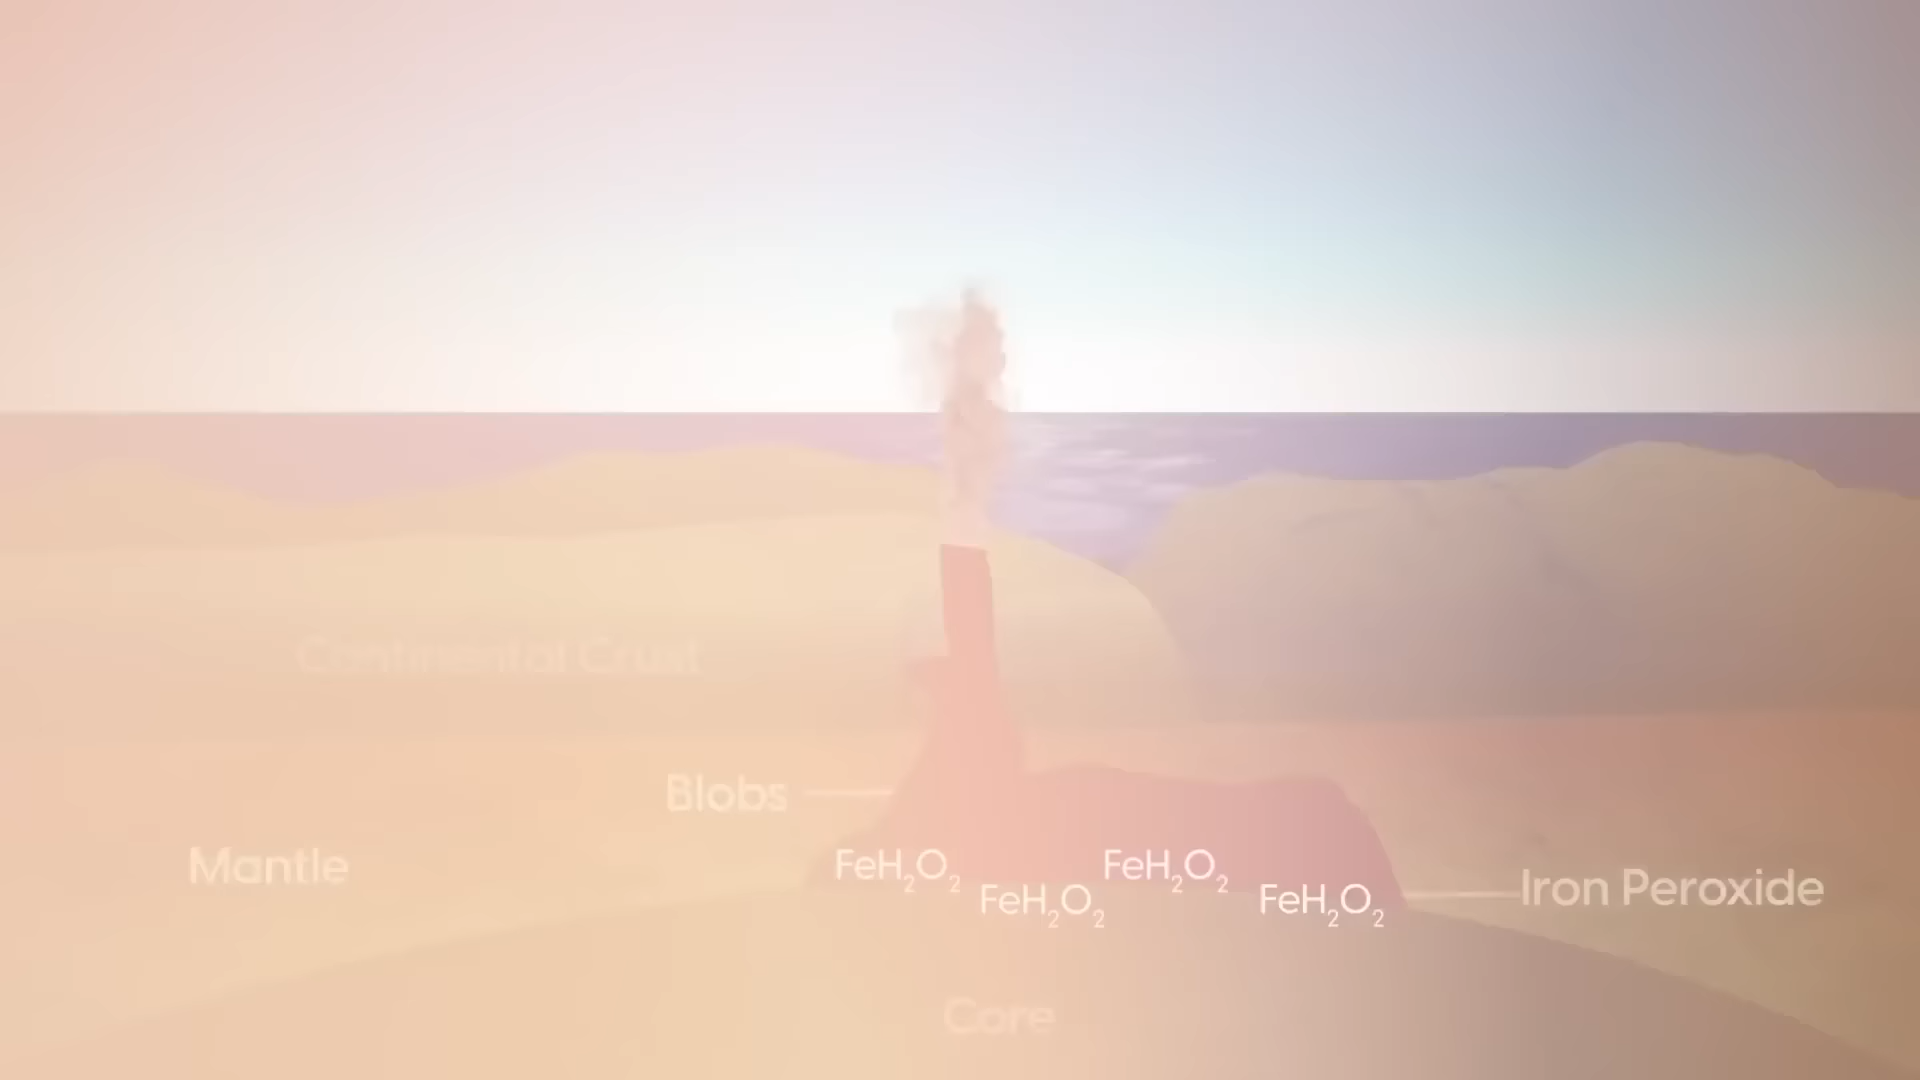 Continental Crust
Blobs
Mantle
FeH₂O₂
FeH₂O₂
FeH₂O₂
FeH₂O₂
Iron Peroxide
Core